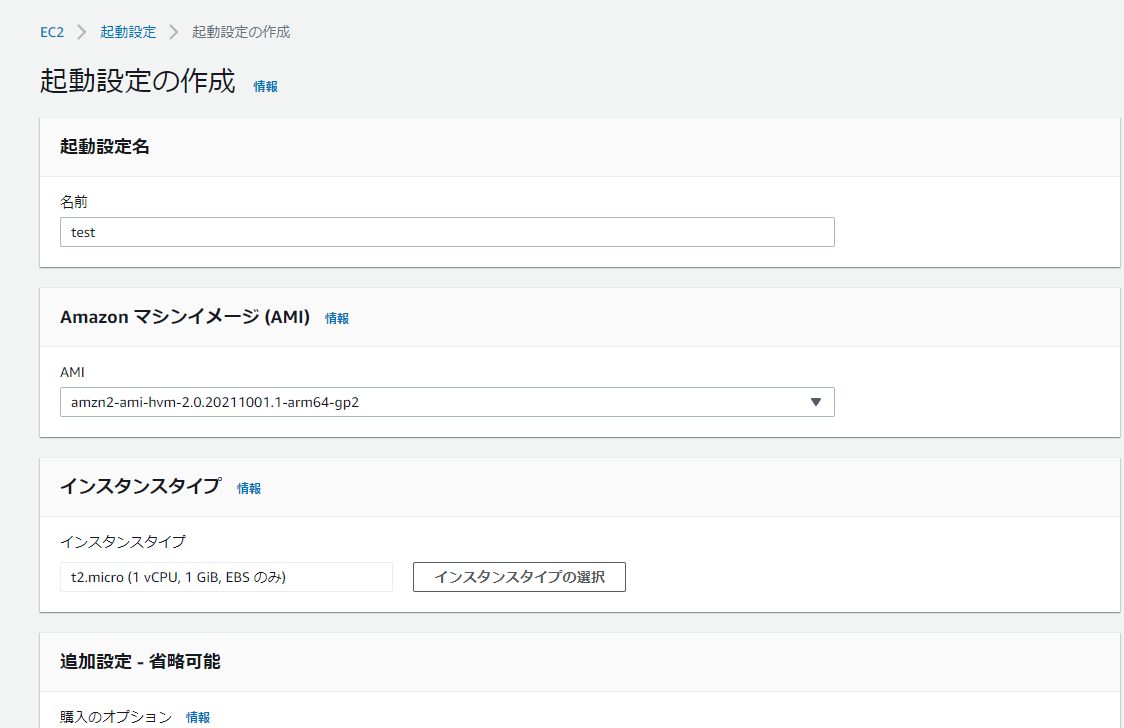 EC2 > 起動設定 > 起動設定の作成
起動設定の作成 情報
起動設定名
名前
test
Amazon マシンイメージ (AMI) 情報
AMI
amzn2-ami-hvm-2.0.20211001.1-arm64-gp2
インスタンスタイプ 情報
インスタンスタイプ
t2.micro (1 vCPU, 1 GiB, EBS のみ) インスタンスタイプの選択
追加設定 - 省略可能
購入のオプション 情報